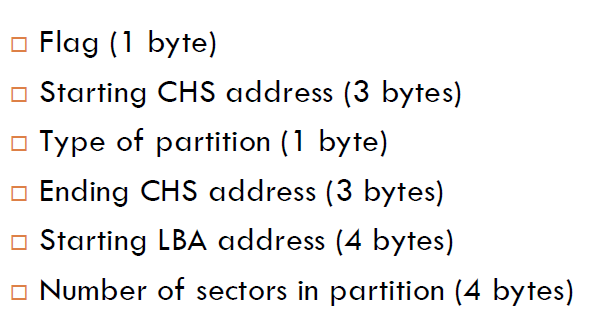 Flag (1 byte)
Starting CHS address (3 bytes)
Type of partition (1 byte)
Ending CHS address (3 bytes)
Starting LBA address (4 bytes)
Number of sectors in partition (4 bytes)